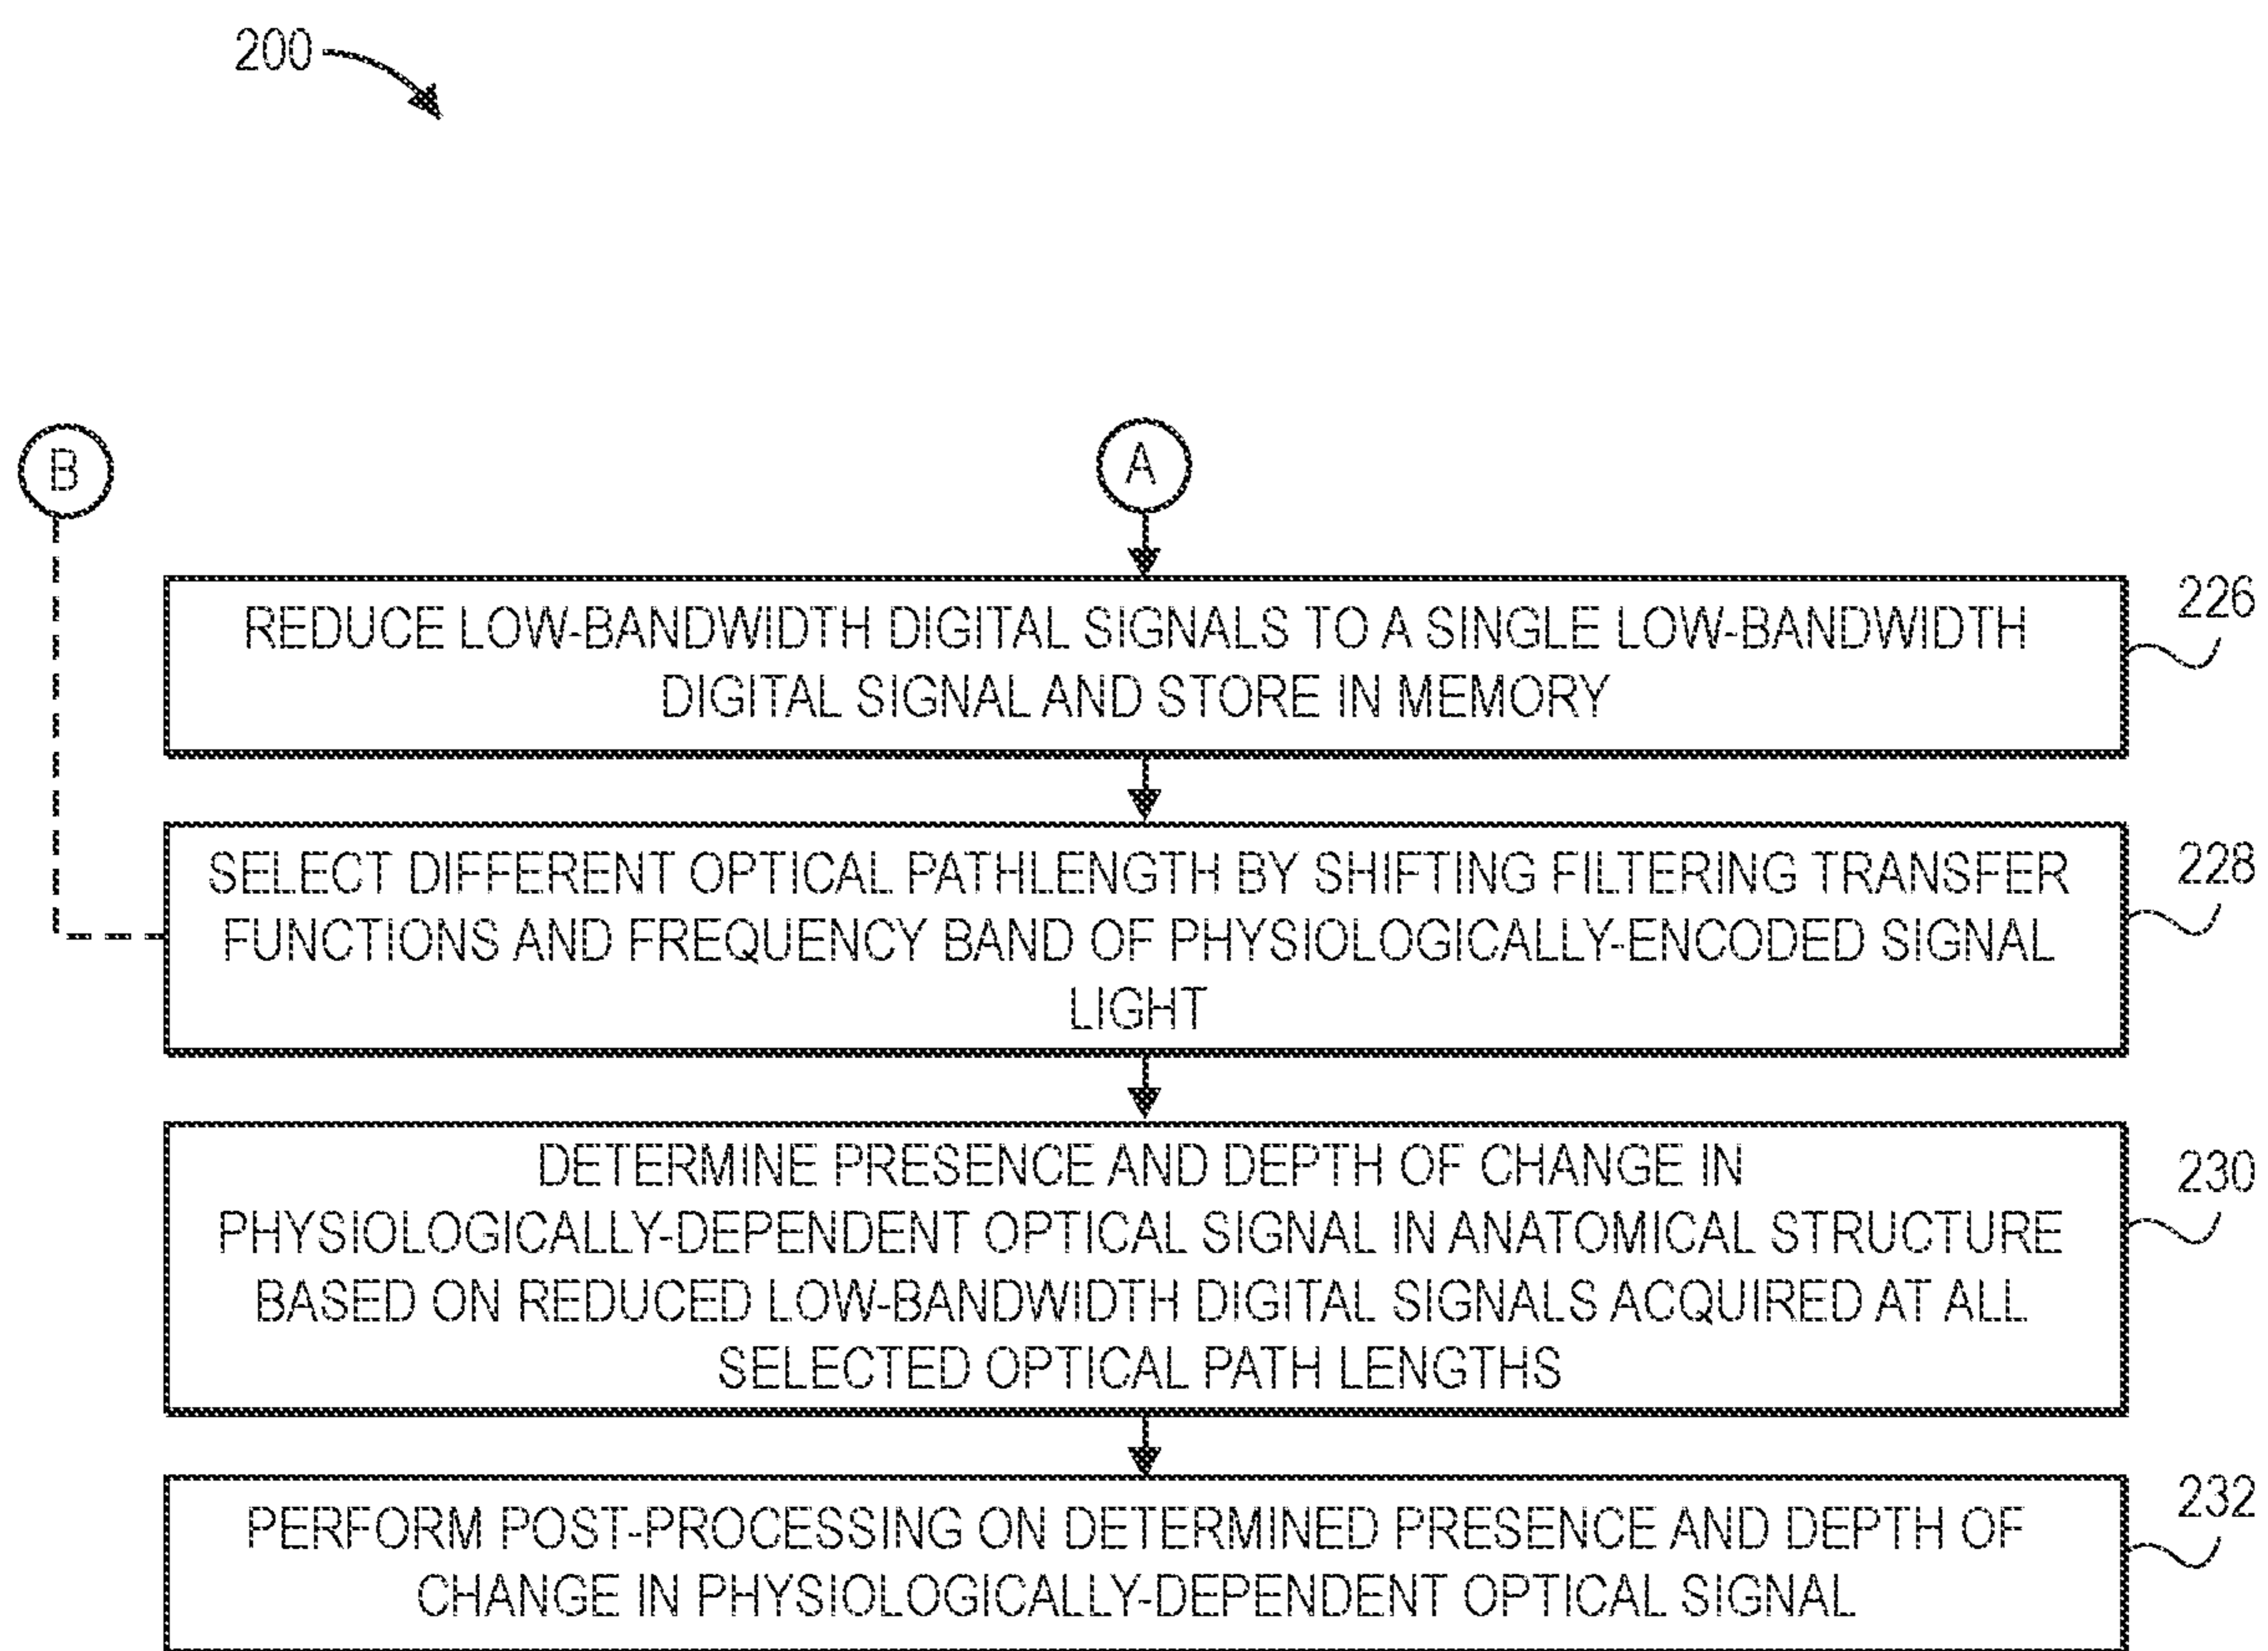 200
B
A
REDUCE LOW-BANDWIDTH DIGITAL SIGNALS TO A SINGLE LOW-BANDWIDTH
DIGITAL SIGNAL AND STORE IN MEMORY
226
SELECT DIFFERENT OPTICAL PATHLENGTH BY SHIFTING FILTERING TRANSFER
FUNCTIONS AND FREQUENCY BAND OF PHYSIOLOGICALLY-ENCODED SIGNAL
LIGHT
228
DETERMINE PRESENCE AND DEPTH OF CHANGE IN
PHYSIOLOGICALLY-DEPENDENT OPTICAL SIGNAL IN ANATOMICAL STRUCTURE
BASED ON REDUCED LOW-BANDWIDTH DIGITAL SIGNALS ACQUIRED AT ALL
SELECTED OPTICAL PATH LENGTHS
230
PERFORM POST-PROCESSING ON DETERMINED PRESENCE AND DEPTH OF
CHANGE IN PHYSIOLOGICALLY-DEPENDENT OPTICAL SIGNAL
232